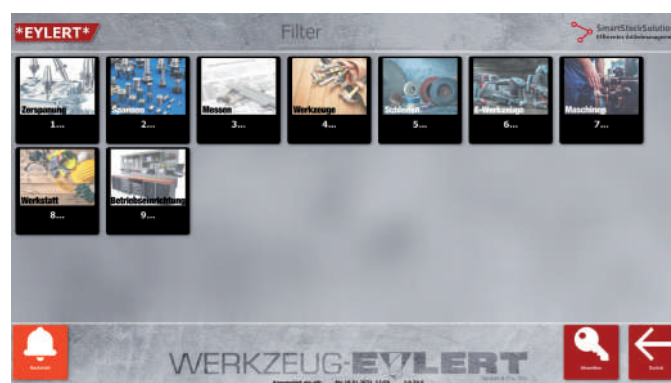 *EYLERT*
Filter
SmartStockSolution
Zerspanung
1...
Spannen
2...
Messen
3...
Werkzeuge
4...
Schleifen
5...
E-Werkzeuge
6...
Maschinen
7...
Werkstatt
8...
Betriebseinrichtung
9...
WERKZEUG-EYLERT